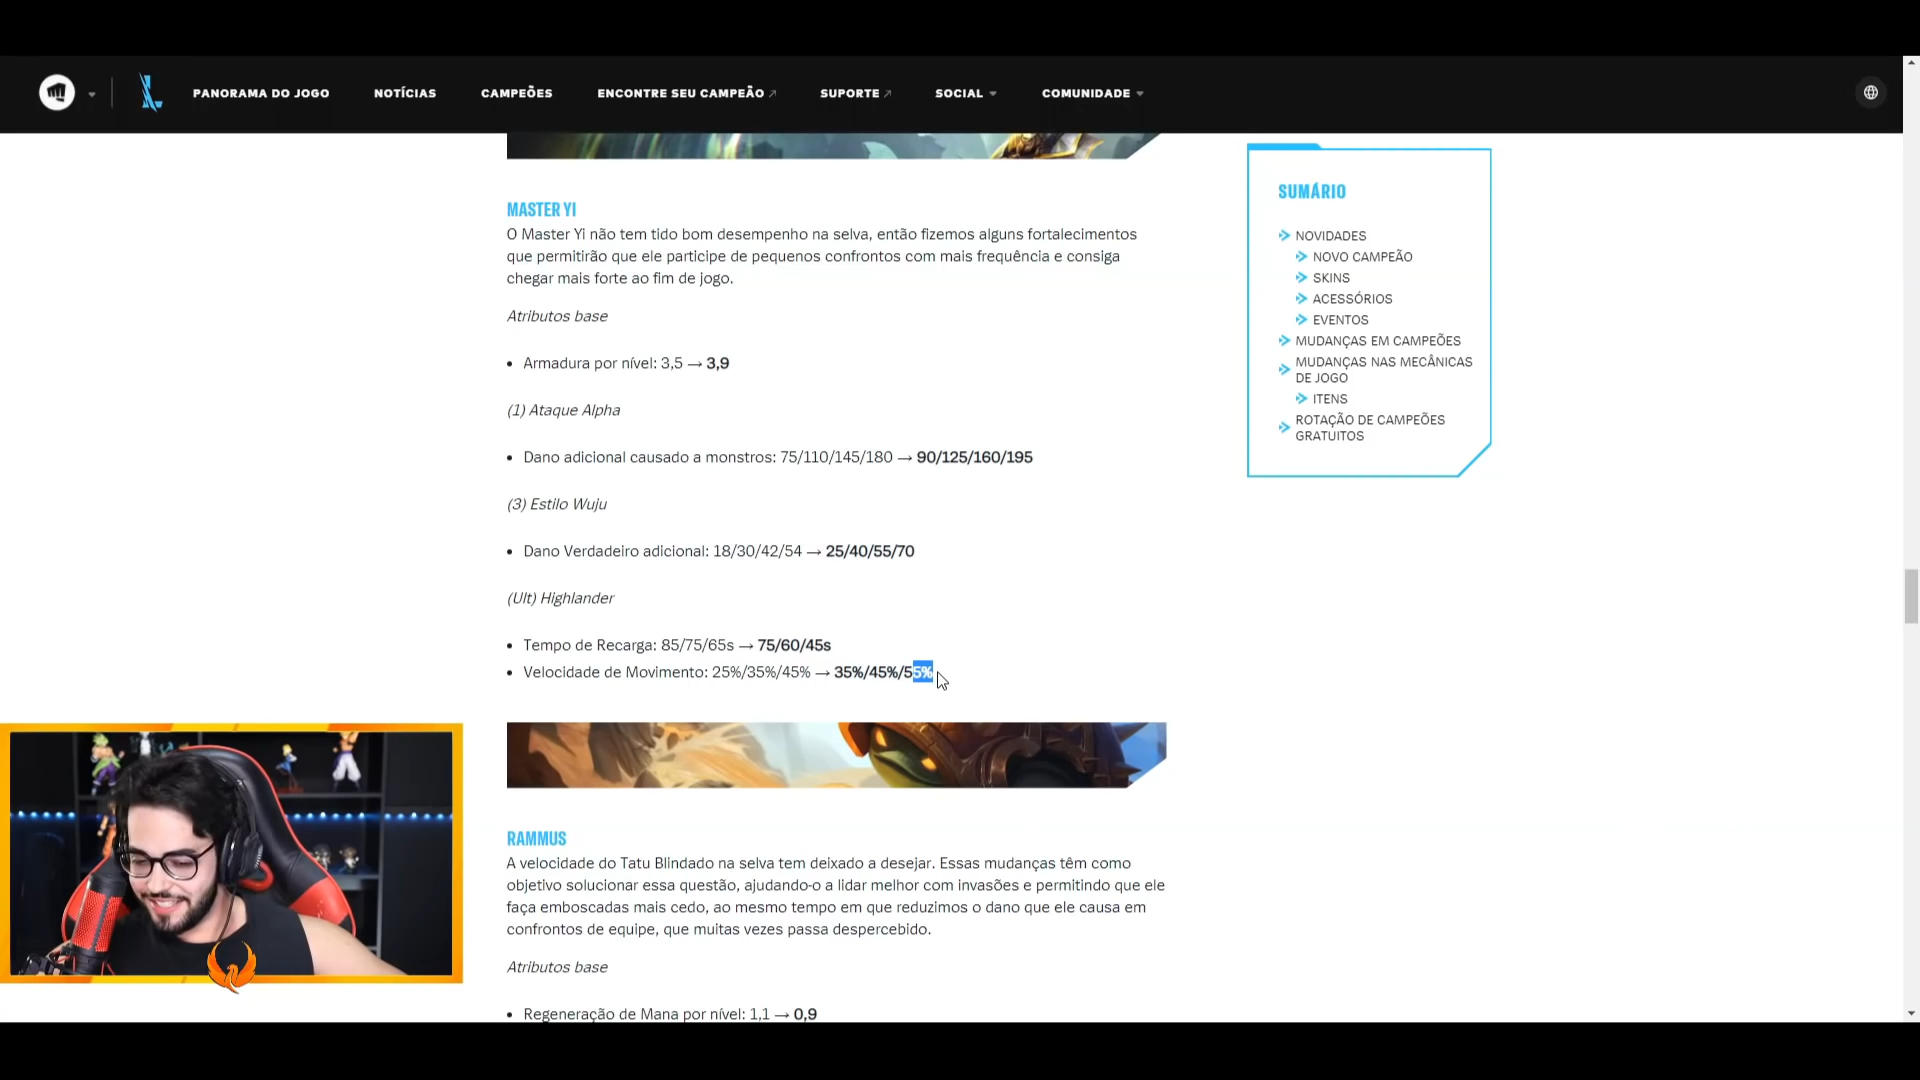 PANORAMA DO JOGO NOTÍCIAS CAMPEÕES ENCONTRE SEU CAMPEÃO SUPORTE SOCIAL COMUNIDADE
MASTER YI
O Master Yi não tem tido bom desempenho na selva, então fizemos alguns fortalecimentos
que permitirão que ele participe de pequenos confrontos com mais frequência e consiga
chegar mais forte ao fim de jogo.
Atributos base
• Armadura por nível: 3,5 → 3,9
(1) Ataque Alpha
• Dano adicional causado a monstros: 75/110/145/180 → 90/125/160/195
(3) Estilo Wuju
• Dano Verdadeiro adicional: 18/30/42/54 → 25/40/55/70
(Ult) Highlander
• Tempo de Recarga: 85/75/65s → 75/60/45s
• Velocidade de Movimento: 25%/35%/45% → 35%/45%/55%
RAMMUS
A velocidade do Tatu Blindado na selva tem deixado a desejar. Essas mudanças têm como
objetivo solucionar essa questão, ajudando-o a lidar melhor com invasões e permitindo que ele
faça emboscadas mais cedo, ao mesmo tempo em que reduzimos o dano que ele causa em
confrontos de equipe, que muitas vezes passa despercebido.
Atributos base
• Regeneração de Mana por nível: 1,1 → 0,9
SUMÁRIO
NOVIDADES
NOVO CAMPEÃO
SKINS
ACESSÓRIOS
EVENTOS
MUDANÇAS EM CAMPEÕES
MUDANÇAS NAS MECÂNICAS
DE JOGO
ITENS
ROTAÇÃO DE CAMPEÕES
GRATUITOS